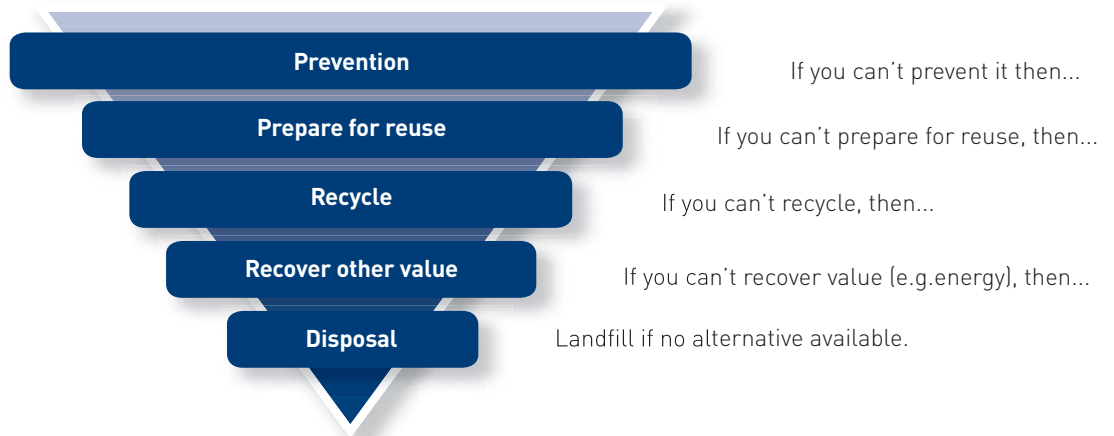 Prevention
If you can't prevent it then...
Prepare for reuse
If you can't prepare for reuse, then...
Recycle
If you can't recycle, then...
Recover other value
If you can't recover value (e.g.energy), then...
Disposal
Landfill if no alternative available.